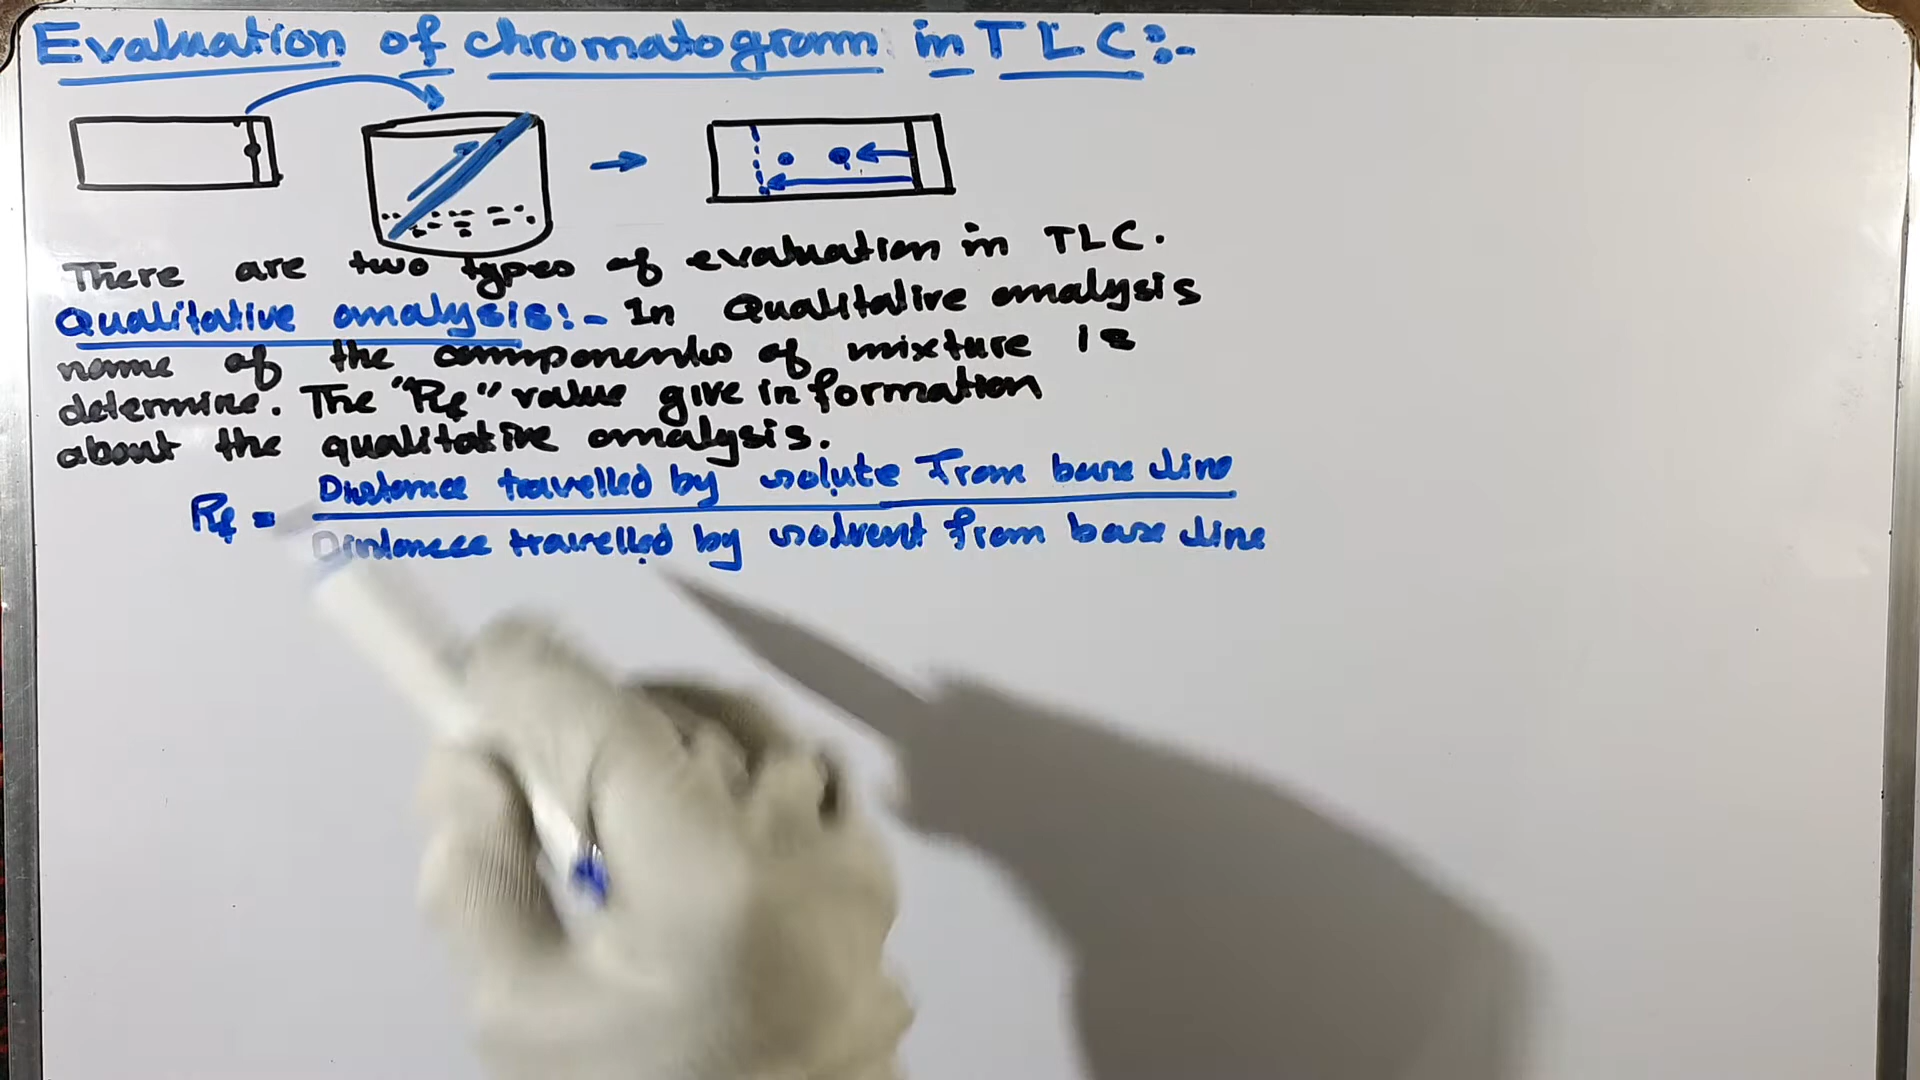 Evaluation of chromatogram in TLC:-
There are two types of evaluation in TLC.
Qualitative analysis:- In Qualitative analysis
name of the components of mixture is
determine. The "Rf" value give information
about the qualitative analysis.
Rf = Distance travelled by solute From base line
Distance travelled by solvent from base line